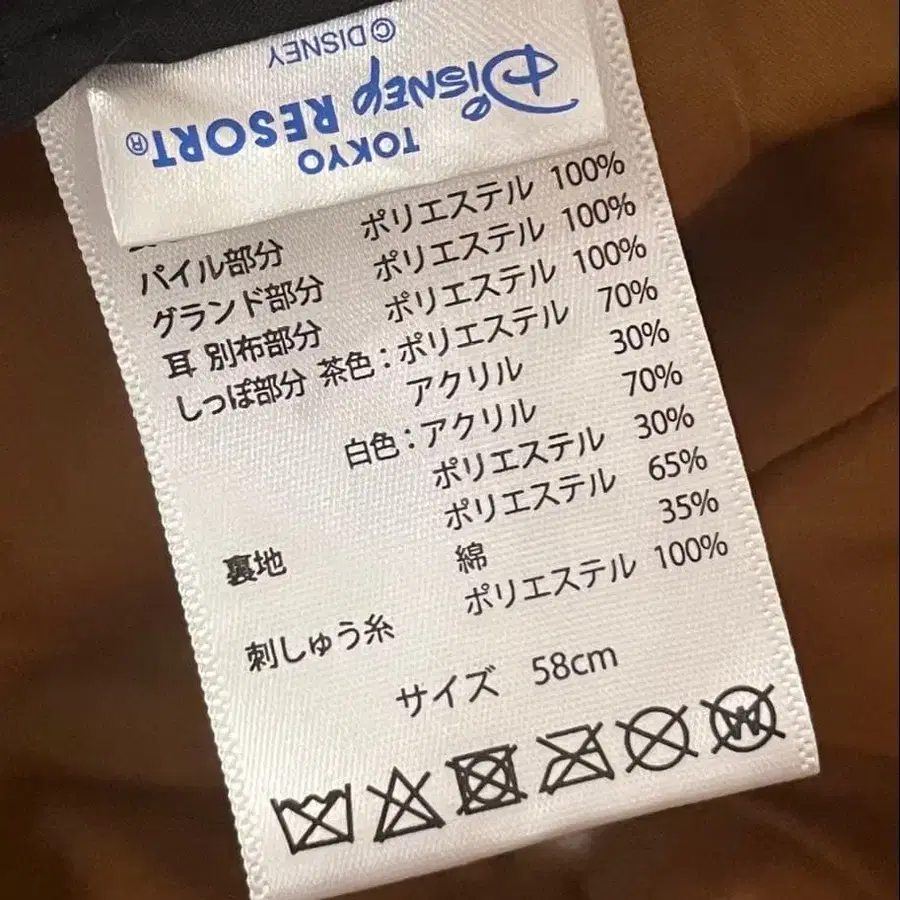 TOKYO
Disney RESORT®
© DISNEY
パイル部分 ポリエステル 100%
グランド部分 ポリエステル 100%
耳 別布部分 ポリエステル 100%
しっぽ部分 茶色：ポリエステル 70%
アクリル 30%
白色：アクリル 70%
ポリエステル 30%
裏地 ポリエステル 65%
綿 35%
刺しゅう糸 ポリエステル 100%
サイズ 58cm
W